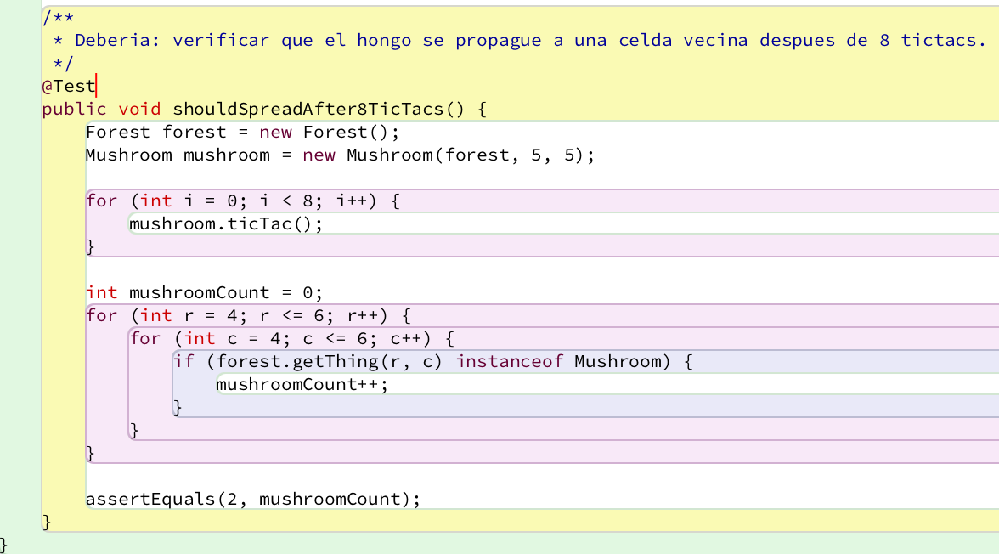 /**
 * Deberia: verificar que el hongo se propague a una celda vecina despues de 8 tictacs.
 */
@Test
public void shouldSpreadAfter8TicTacs() {
    Forest forest = new Forest();
    Mushroom mushroom = new Mushroom(forest, 5, 5);

    for (int i = 0; i < 8; i++) {
        mushroom.ticTac();
    }

    int mushroomCount = 0;
    for (int r = 4; r <= 6; r++) {
        for (int c = 4; c <= 6; c++) {
            if (forest.getThing(r, c) instanceof Mushroom) {
                mushroomCount++;
            }
        }
    }

    assertEquals(2, mushroomCount);
}
}